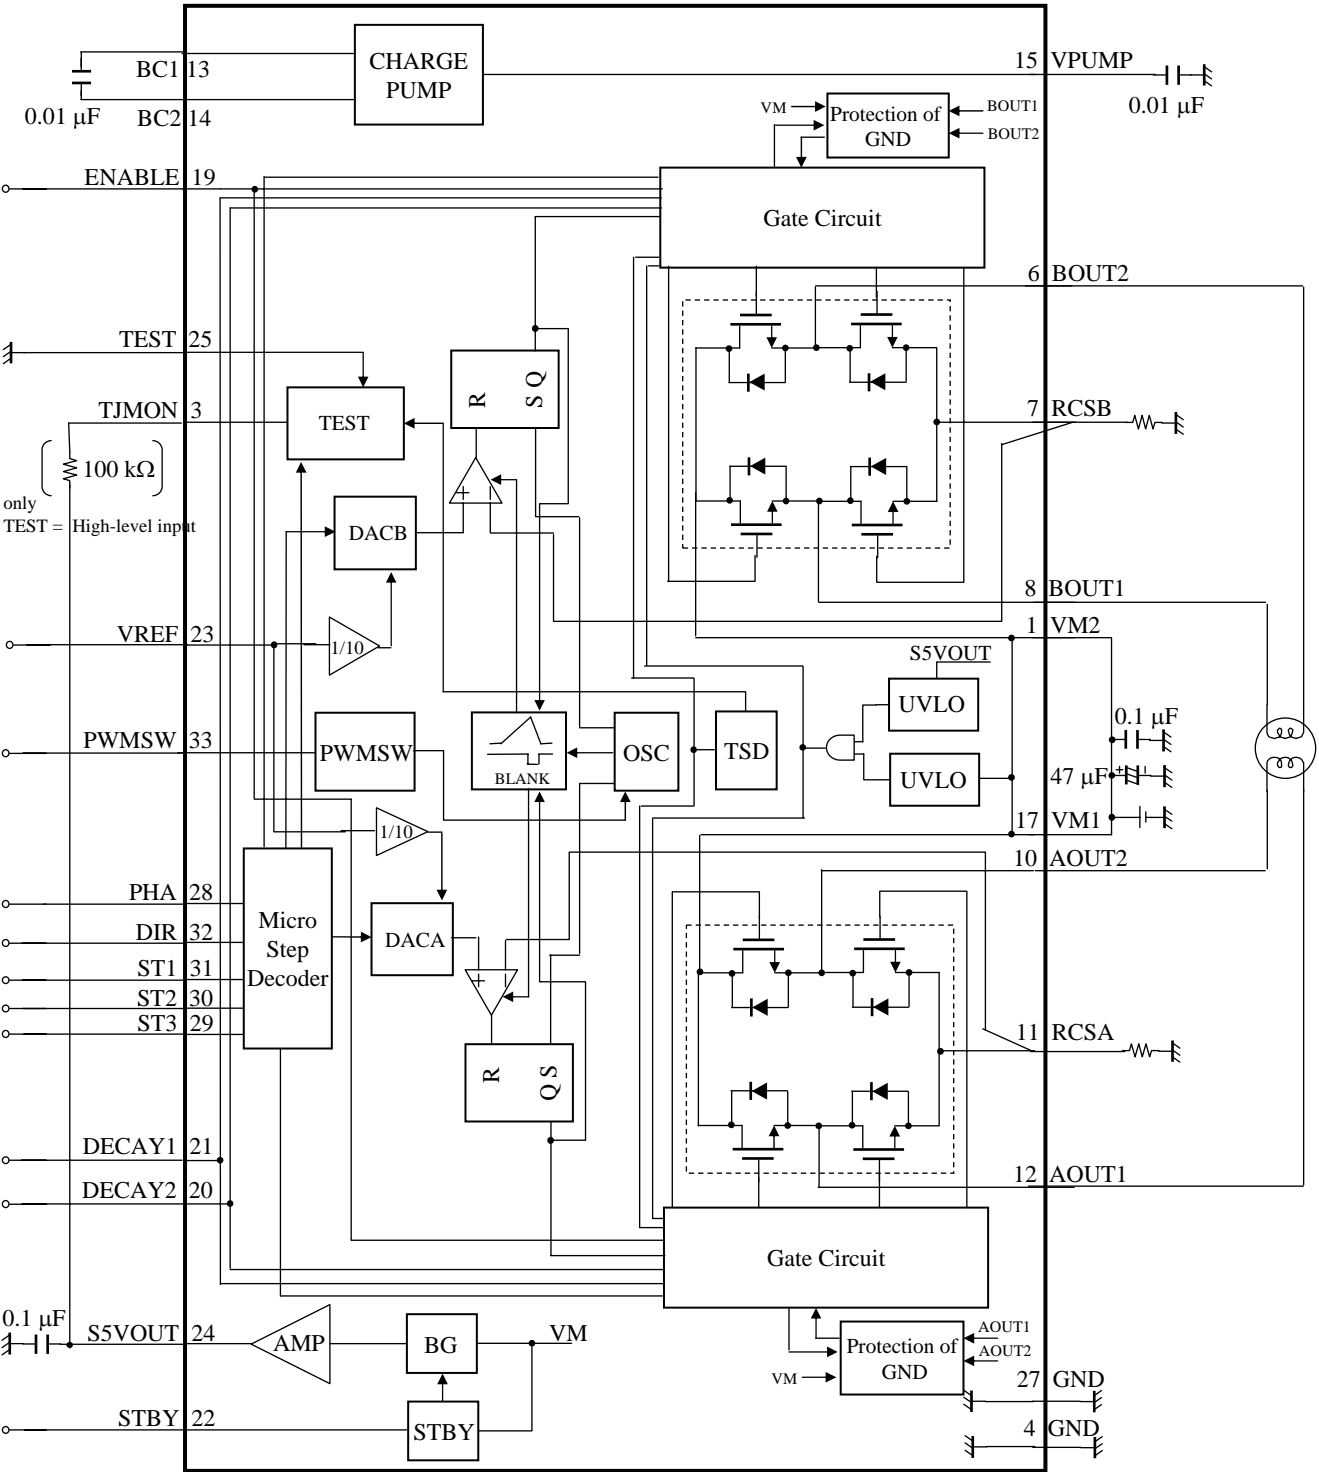 BC1 13
0.01 µF
BC2 14
CHARGE
PUMP
15 VPUMP
0.01 µF
VM
Protection of
GND
BOUT1
BOUT2
ENABLE 19
Gate Circuit
6 BOUT2
TEST 25
R
S Q
TJMON 3
TEST
7 RCSB
100 kΩ
only
TEST = High-level input
+
−
DACB
8 BOUT1
VREF 23
1/10
1 VM2
S5VOUT
UVLO
PWMSW 33
PWMSW
BLANK
OSC
TSD
UVLO
0.1 µF
47 µF
+
17 VM1
1/10
10 AOUT2
PHA 28
DIR 32
ST1 31
ST2 30
ST3 29
Micro
Step
Decoder
DACA
+
−
11 RCSA
R
Q S
DECAY1 21
DECAY2 20
12 AOUT1
Gate Circuit
0.1 µF
S5VOUT 24
AMP
BG
VM
Protection of
GND
AOUT1
AOUT2
VM
27 GND
STBY 22
STBY
4 GND